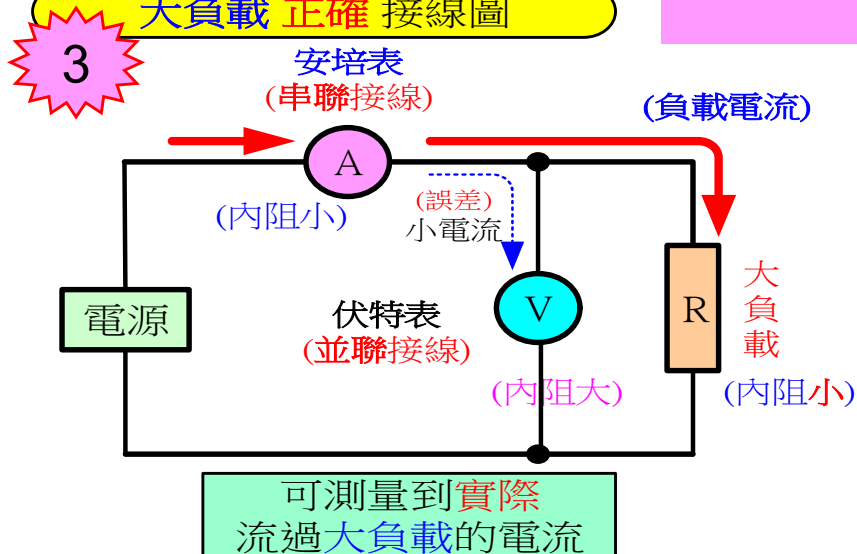 大負載 正確 接線圖
3
安培表
(串聯接線)
(負載電流)
A
(內阻小)
(誤差)
小電流
電源
伏特表
(並聯接線)
V
R
大負載
(內阻大)
(內阻小)
可測量到實際
流過大負載的電流